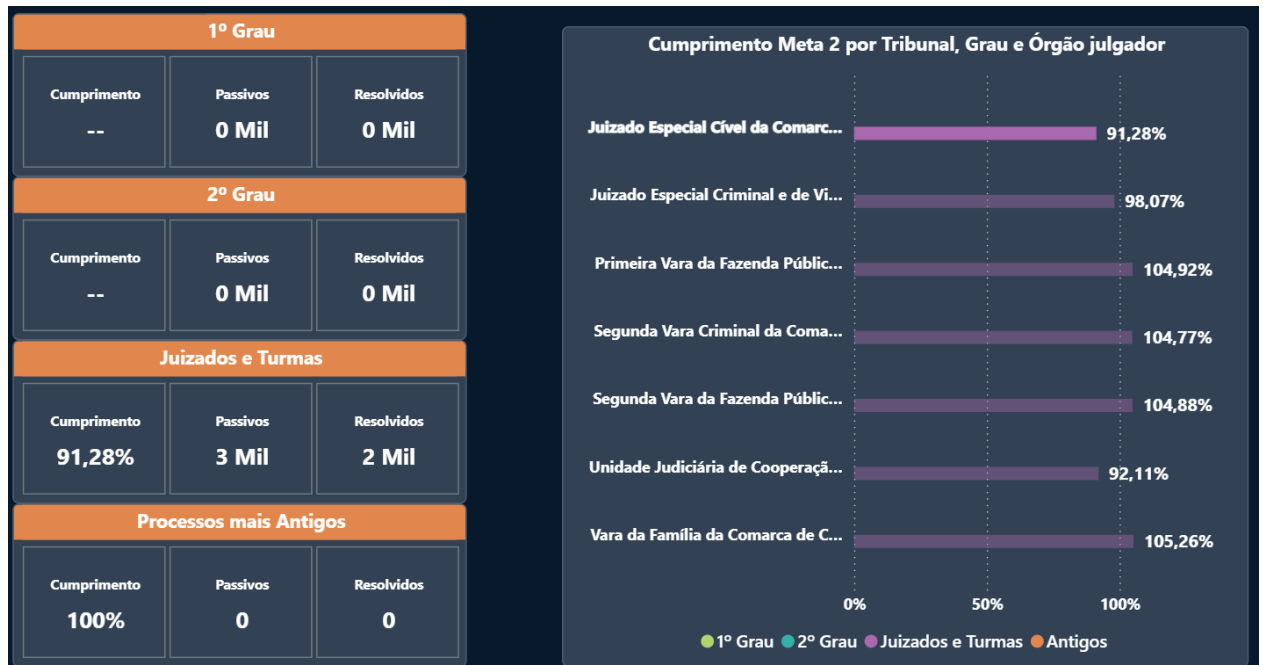 1º Grau
Cumprimento Passivos Resolvidos
-- 0 Mil 0 Mil
2º Grau
Cumprimento Passivos Resolvidos
-- 0 Mil 0 Mil
Juizados e Turmas
Cumprimento Passivos Resolvidos
91,28% 3 Mil 2 Mil
Processos mais Antigos
Cumprimento Passivos Resolvidos
100% 0 0
Cumprimento Meta 2 por Tribunal, Grau e Órgão julgador
Juizado Especial Cível da Comarc... 91,28%
Juizado Especial Criminal e de Vi... 98,07%
Primeira Vara da Fazenda Públic... 104,92%
Segunda Vara Criminal da Coma... 104,77%
Segunda Vara da Fazenda Públic... 104,88%
Unidade Judiciária de Cooperaçã... 92,11%
Vara da Família da Comarca de C... 105,26%
0% 50% 100%
1º Grau 2º Grau Juizados e Turmas Antigos